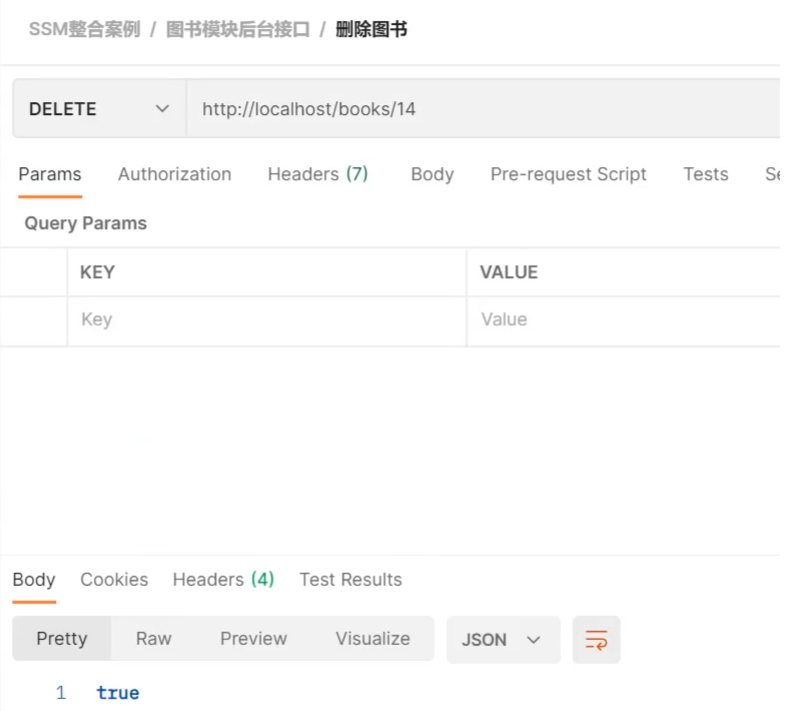 SSM整合案例 / 图书模块后台接口 / 删除图书
DELETE http://localhost/books/14
Params Authorization Headers (7) Body Pre-request Script Tests
Query Params
KEY VALUE
Key Value
Body Cookies Headers (4) Test Results
Pretty Raw Preview Visualize JSON
1 true